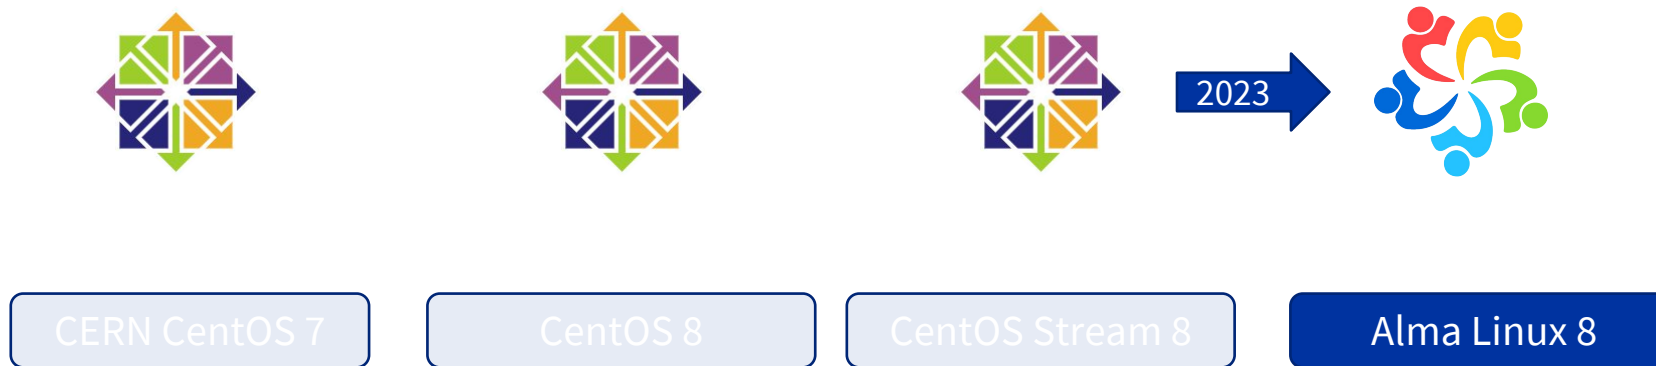 2023
CERN CentOS 7
CentOS 8
CentOS Stream 8
Alma Linux 8